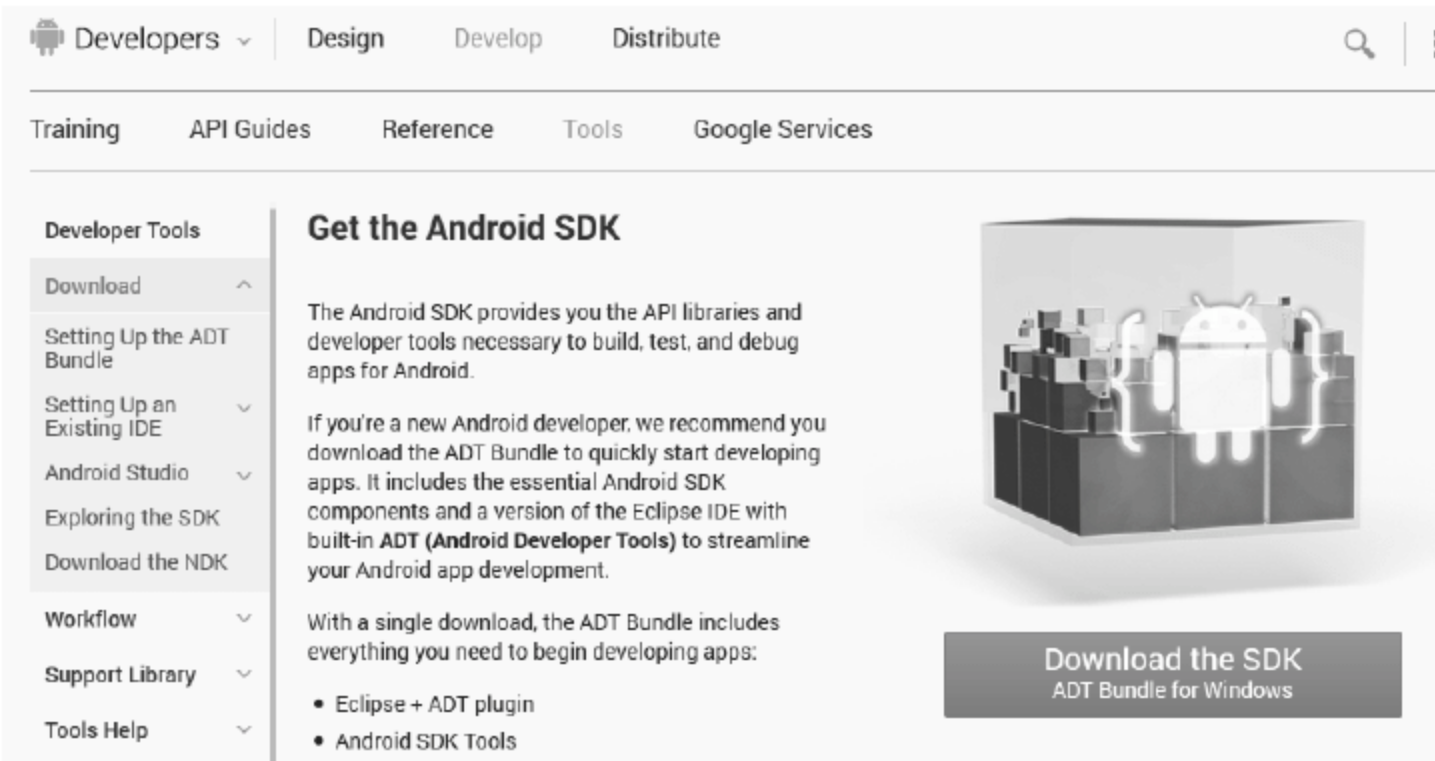 Developers Design Develop Distribute
Training API Guides Reference Tools Google Services
Developer Tools
Download
Setting Up the ADT
Bundle
Setting Up an
Existing IDE
Android Studio
Exploring the SDK
Download the NDK
Workflow
Support Library
Tools Help
Get the Android SDK
The Android SDK provides you the API libraries and
developer tools necessary to build, test, and debug
apps for Android.
If you're a new Android developer, we recommend you
download the ADT Bundle to quickly start developing
apps. It includes the essential Android SDK
components and a version of the Eclipse IDE with
built-in ADT (Android Developer Tools) to streamline
your Android app development.
With a single download, the ADT Bundle includes
everything you need to begin developing apps:
• Eclipse + ADT plugin
• Android SDK Tools
Download the SDK
ADT Bundle for Windows